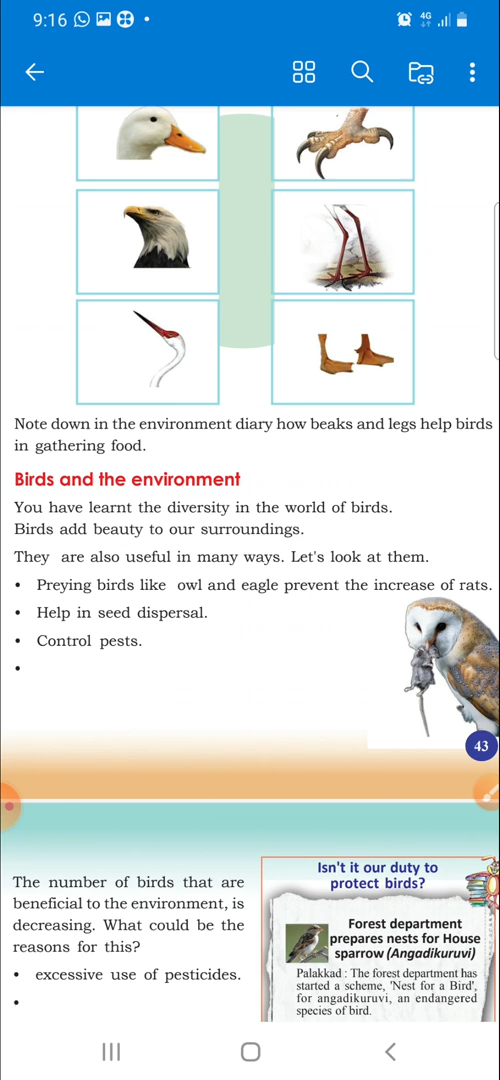 9:16
4G
Note down in the environment diary how beaks and legs help birds
in gathering food.
Birds and the environment
You have learnt the diversity in the world of birds.
Birds add beauty to our surroundings.
They are also useful in many ways. Let's look at them.
• Preying birds like owl and eagle prevent the increase of rats.
• Help in seed dispersal.
• Control pests.
•
43
The number of birds that are
beneficial to the environment, is
decreasing. What could be the
reasons for this?
• excessive use of pesticides.
•
Isn't it our duty to
protect birds?
Forest department
prepares nests for House
sparrow (Angadikuruvi)
Palakkad : The forest department has
started a scheme, 'Nest for a Bird',
for angadikuruvi, an endangered
species of bird.